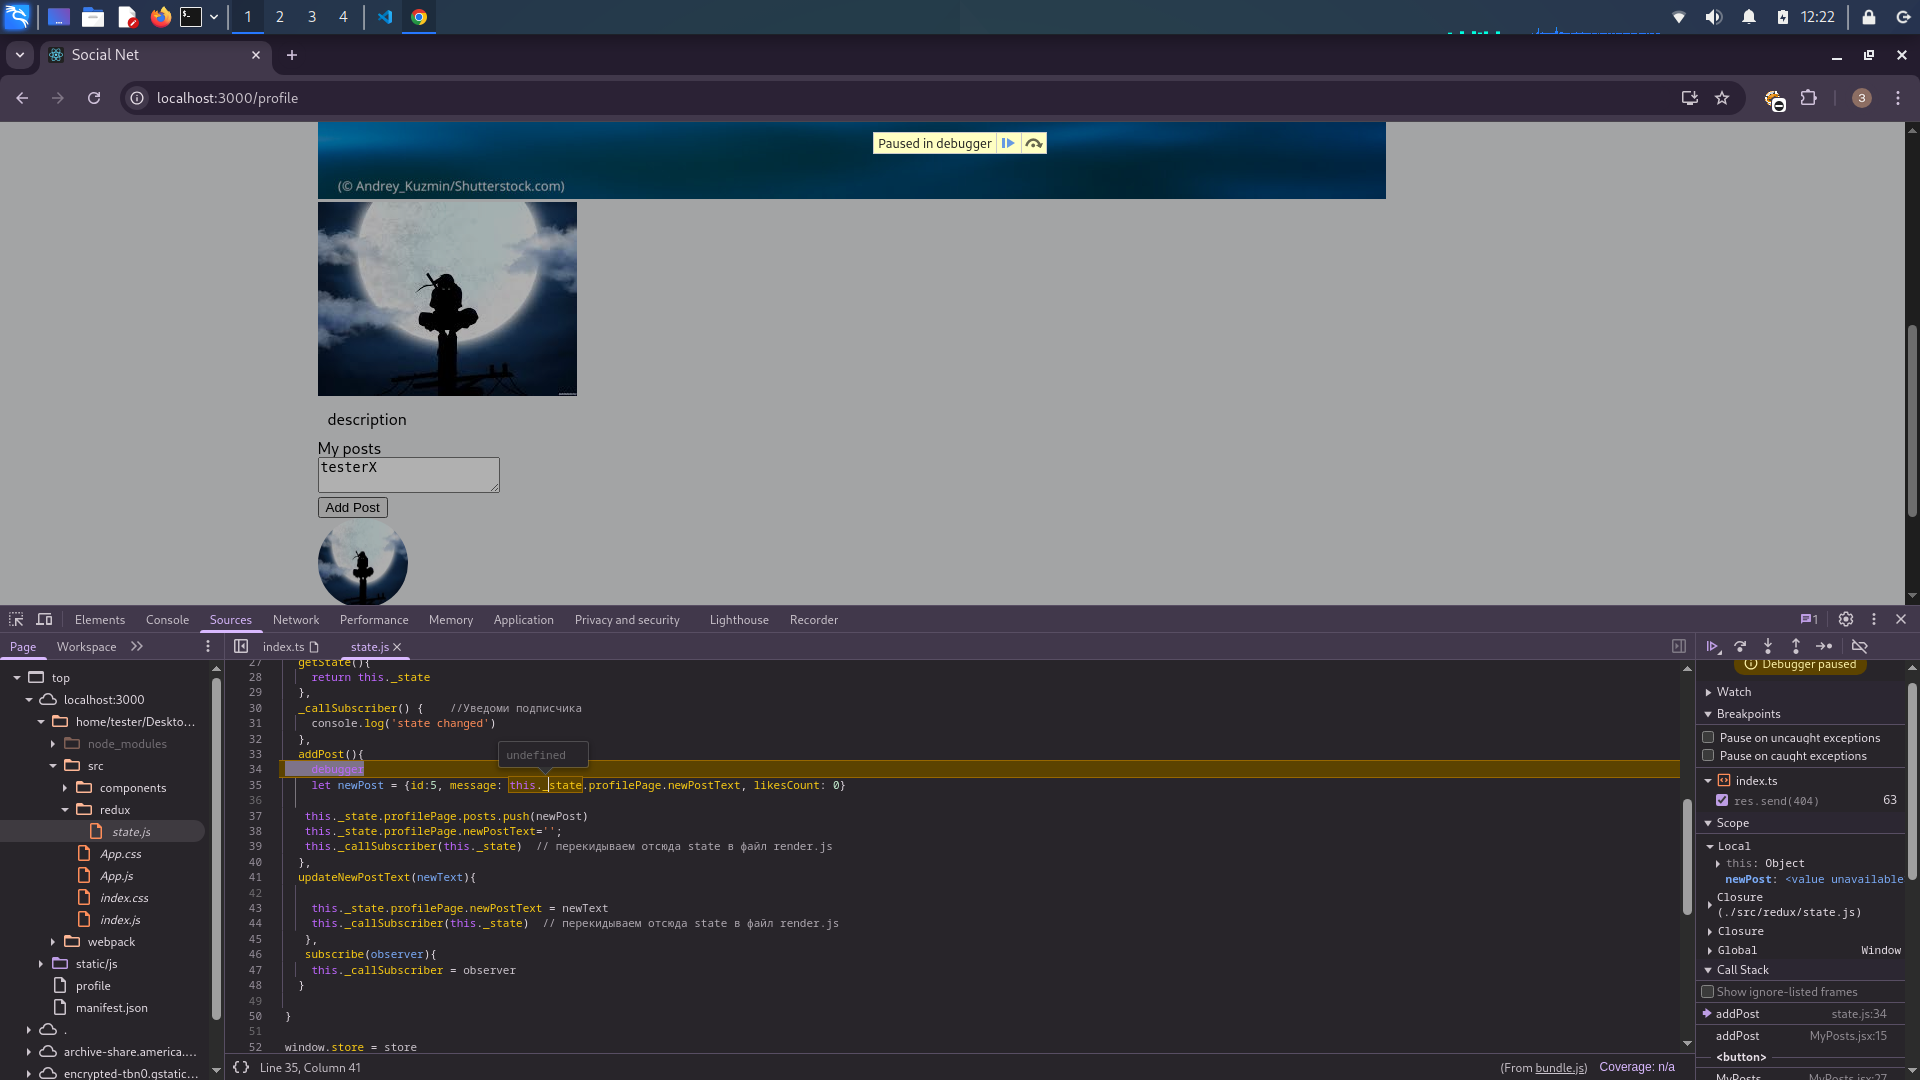 1 2 3 4 12:22
Social Net
localhost:3000/profile 3
Paused in debugger
(© Andrey_Kuzmin/Shutterstock.com)
description
My posts
testerX
Add Post
Elements Console Sources Network Performance Memory Application Privacy and security Lighthouse Recorder 1
Page Workspace index.ts state.js
top
localhost:3000
home/tester/Deskto...
node_modules
src
components
redux
state.js
App.css
App.js
index.css
index.js
webpack
static/js
profile
manifest.json
.
archive-share.america....
encrypted-tbn0.gstatic...
27 getState(){
28 return this._state
29 },
30 _callSubscriber() { //Уведоми подписчика
31 console.log('state changed')
32 },
33 addPost(){
undefined
34 debugger
35 let newPost = {id:5, message: this._state.profilePage.newPostText, likesCount: 0}
36
37 this._state.profilePage.posts.push(newPost)
38 this._state.profilePage.newPostText='';
39 this._callSubscriber(this._state) // перекидываем отсюда state в файл render.js
40 },
41 updateNewPostText(newText){
42
43 this._state.profilePage.newPostText = newText
44 this._callSubscriber(this._state) // перекидываем отсюда state в файл render.js
45 },
46 subscribe(observer){
47 this._callSubscriber = observer
48 }
49
50 }
51
52 window.store = store
{} Line 35, Column 41 (From bundle.js) Coverage: n/a
Debugger paused
Watch
Breakpoints
Pause on uncaught exceptions
Pause on caught exceptions
index.ts
res.send(404) 63
Scope
Local
this: Object
newPost: <value unavailable
Closure
(./src/redux/state.js)
Closure
Global Window
Call Stack
Show ignore-listed frames
addPost state.js:34
addPost MyPosts.jsx:15
<button>
MyPosts MyPosts.jsx:27